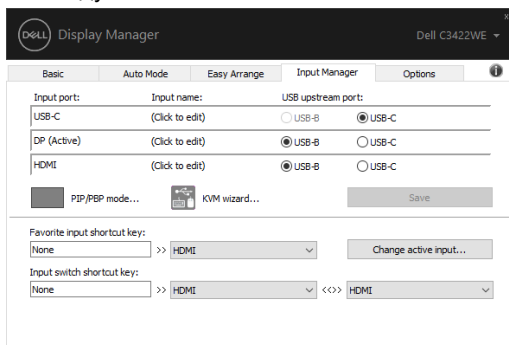 DELL Display Manager
Dell C3422WE
Basic Auto Mode Easy Arrange Input Manager Options
Input port: Input name: USB upstream port:
USB-C (Click to edit) USB-B USB-C
DP (Active) (Click to edit) USB-B USB-C
HDMI (Click to edit) USB-B USB-C
PIP/PBP mode... KVM wizard... Save
Favorite input shortcut key:
None >> HDMI Change active input...
Input switch shortcut key:
None >> HDMI <<>> HDMI